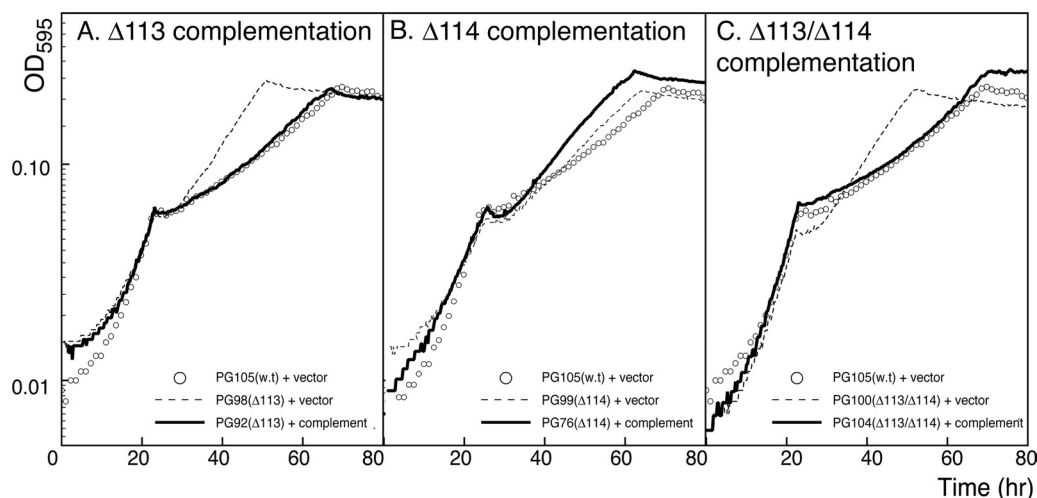 A. Δ113 complementation
B. Δ114 complementation
C. Δ113/Δ114
complementation
OD595
0.10
0.01
PG105(w.t) + vector
PG98(Δ113) + vector
PG92(Δ113) + complement
PG105(w.t) + vector
PG99(Δ114) + vector
PG76(Δ114) + complement
PG105(w.t) + vector
PG100(Δ113/Δ114) + vector
PG104(Δ113/Δ114) + complement
0 20 40 60 80 20 40 60 80 20 40 60 80
Time (hr)